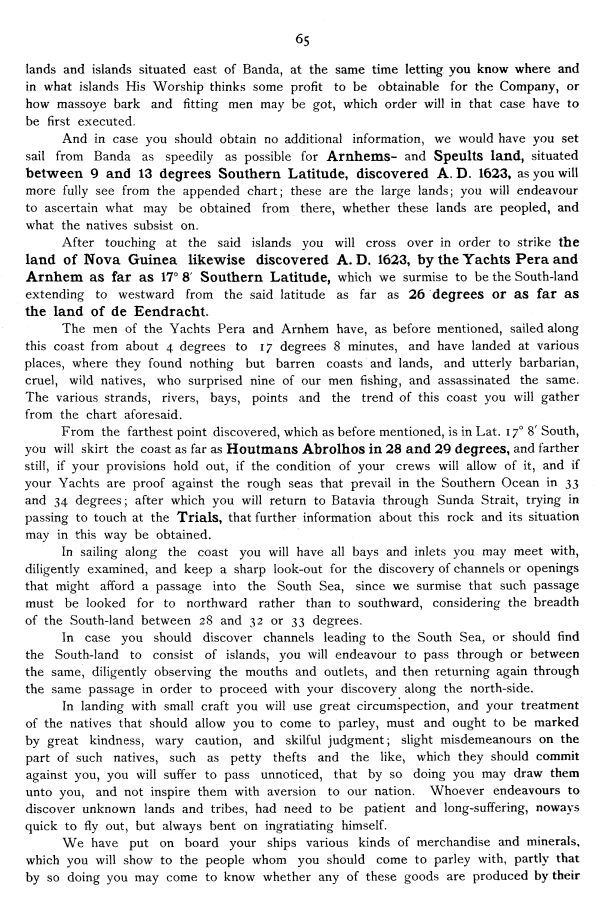 65
lands and islands situated east of Banda, at the same time letting you know where and
in what islands His Worship thinks some profit to be obtainable for the Company, or
how massoye bark and fitting men may be got, which order will in that case have to
be first executed.
And in case you should obtain no additional information, we would have you set
sail from Banda as speedily as possible for Arnhems- and Speults land, situated
between 9 and 13 degrees Southern Latitude, discovered A. D. 1623, as you will
more fully see from the appended chart; these are the large lands; you will endeavour
to ascertain what may be obtained from there, whether these lands are peopled, and
what the natives subsist on.
After touching at the said islands you will cross over in order to strike the
land of Nova Guinea likewise discovered A. D. 1623, by the Yachts Pera and
Arnhem as far as 17° 8′ Southern Latitude, which we surmise to be the South-land
extending to westward from the said latitude as far as 26 degrees or as far as
the land of de Eendracht.
The men of the Yachts Pera and Arnhem have, as before mentioned, sailed along
this coast from about 4 degrees to 17 degrees 8 minutes, and have landed at various
places, where they found nothing but barren coasts and lands, and utterly barbarian,
cruel, wild natives, who surprised nine of our men fishing, and assassinated the same.
The various strands, rivers, bays, points and the trend of this coast you will gather
from the chart aforesaid.
From the farthest point discovered, which as before mentioned, is in Lat. 17° 8′ South,
you will skirt the coast as far as Houtmans Abrolhos in 28 and 29 degrees, and farther
still, if your provisions hold out, if the condition of your crews will allow of it, and if
your Yachts are proof against the rough seas that prevail in the Southern Ocean in 33
and 34 degrees; after which you will return to Batavia through Sunda Strait, trying in
passing to touch at the Trials, that further information about this rock and its situation
may in this way be obtained.
In sailing along the coast you will have all bays and inlets you may meet with,
diligently examined, and keep a sharp look-out for the discovery of channels or openings
that might afford a passage into the South Sea, since we surmise that such passage
must be looked for to northward rather than to southward, considering the breadth
of the South-land between 28 and 32 or 33 degrees.
In case you should discover channels leading to the South Sea, or should find
the South-land to consist of islands, you will endeavour to pass through or between
the same, diligently observing the mouths and outlets, and then returning again through
the same passage in order to proceed with your discovery along the north-side.
In landing with small craft you will use great circumspection, and your treatment
of the natives that should allow you to come to parley, must and ought to be marked
by great kindness, wary caution, and skilful judgment; slight misdemeanours on the
part of such natives, such as petty thefts and the like, which they should commit
against you, you will suffer to pass unnoticed, that by so doing you may draw them
unto you, and not inspire them with aversion to our nation. Whoever endeavours to
discover unknown lands and tribes, had need to be patient and long-suffering, noways
quick to fly out, but always bent on ingratiating himself.
We have put on board your ships various kinds of merchandise and minerals,
which you will show to the people whom you should come to parley with, partly that
by so doing you may come to know whether any of these goods are produced by their